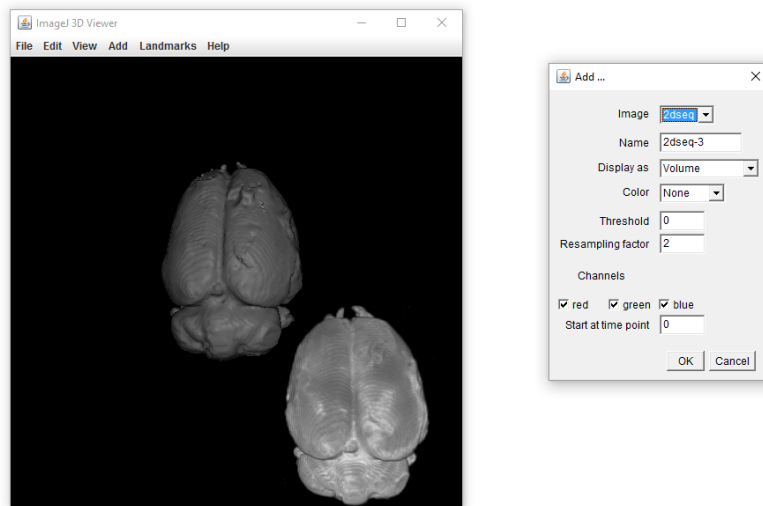 ImageJ 3D Viewer
File Edit View Add Landmarks Help
Add ...
Image 2dseq
Name 2dseq-3
Display as Volume
Color None
Threshold 0
Resampling factor 2
Channels
red green blue
Start at time point 0
OK Cancel